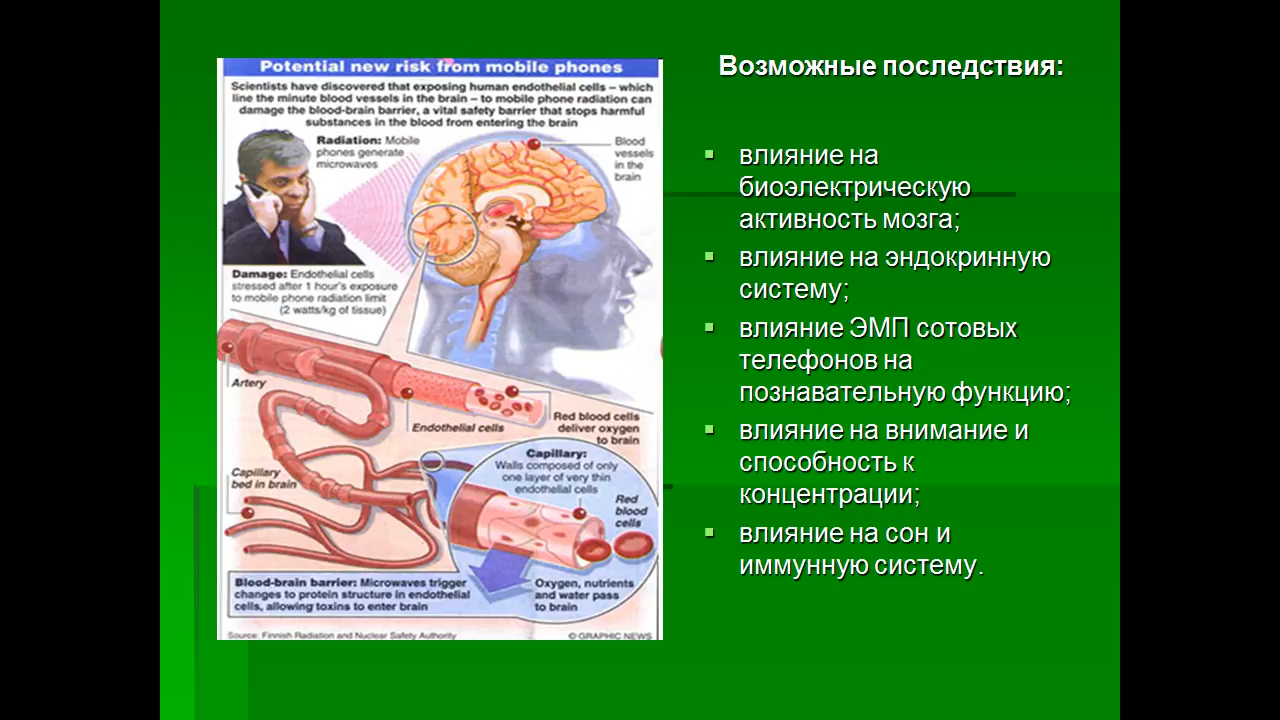 Potential new risk from mobile phones
Scientists have discovered that exposing human endothelial cells – which
line the minute blood vessels in the brain – to mobile phone radiation can
damage the blood-brain barrier, a vital safety barrier that stops harmful
substances in the blood from entering the brain
Radiation: Mobile
phones generate
microwaves
Blood
vessels
in the
brain
Damage: Endothelial cells
stressed after 1 hour's exposure
to mobile phone radiation limit
(2 watts/kg of tissue)
Artery
Endothelial cells
Red blood cells
deliver oxygen
to brain
Capillary
bed in brain
Capillary:
Walls composed of only
one layer of very thin
endothelial cells
Red
blood
cells
Blood-brain barrier: Microwaves trigger
changes to protein structure in endothelial
cells, allowing toxins to enter brain
Oxygen, nutrients
and water pass
to brain
Source: Finnish Radiation and Nuclear Safety Authority
© GRAPHIC NEWS
Возможные последствия:
▪ влияние на
биоэлектрическую
активность мозга;
▪ влияние на эндокринную
систему;
▪ влияние ЭМП сотовых
телефонов на
познавательную функцию;
▪ влияние на внимание и
способность к
концентрации;
▪ влияние на сон и
иммунную систему.